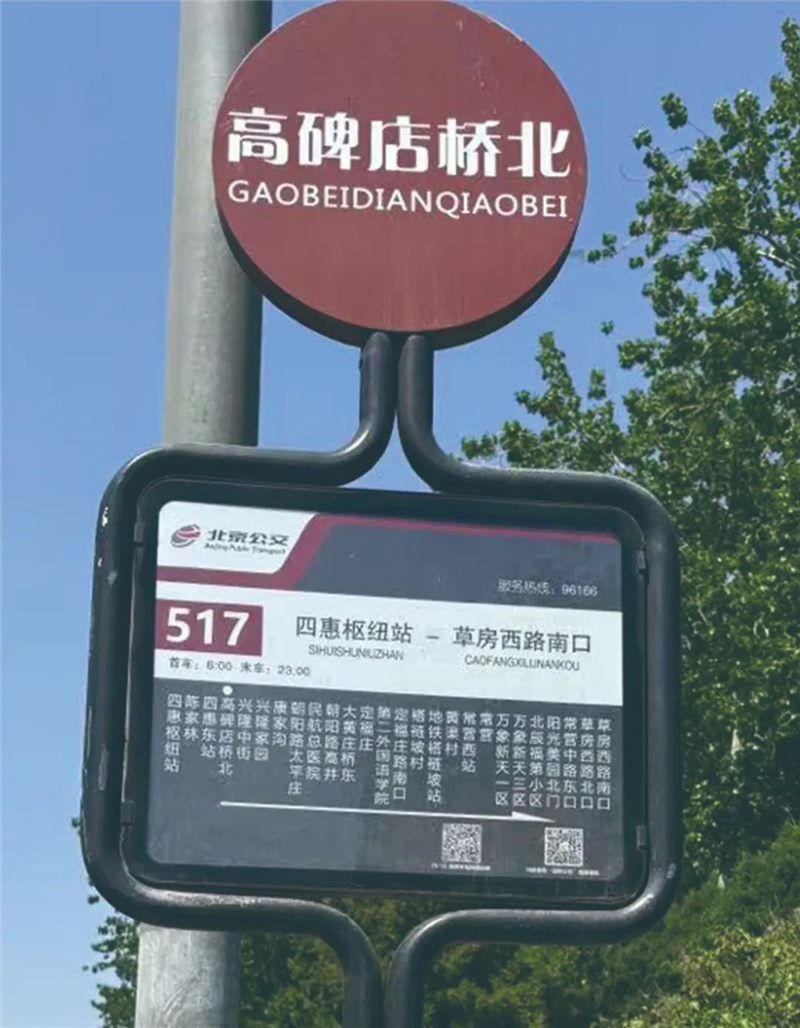 高碑店桥北
GAOBEIDIANQIAOBEI
北京公交
Beijing Public Transport
服务热线：96166
517
四惠枢纽站 – 草房西路南口
SIHUISHUNIUZHAN CAOFANGXILUNANKOU
首车：6:00 末车：23:00
四惠枢纽站
陈家林
四惠东站
高碑店桥北
兴隆中街
兴隆家园
康家沟
朝阳路太平庄
民航总医院
朝阳路高井
大黄庄桥东
定福庄
第二外国语学院
定福庄路南口
褡裢坡村
地铁褡裢坡站
黄渠村
常营西站
常营
万象新天一区
万象新天三区
北辰福第小区
阳光美园北门
常营中路东口
草房西路北口
草房西路南口